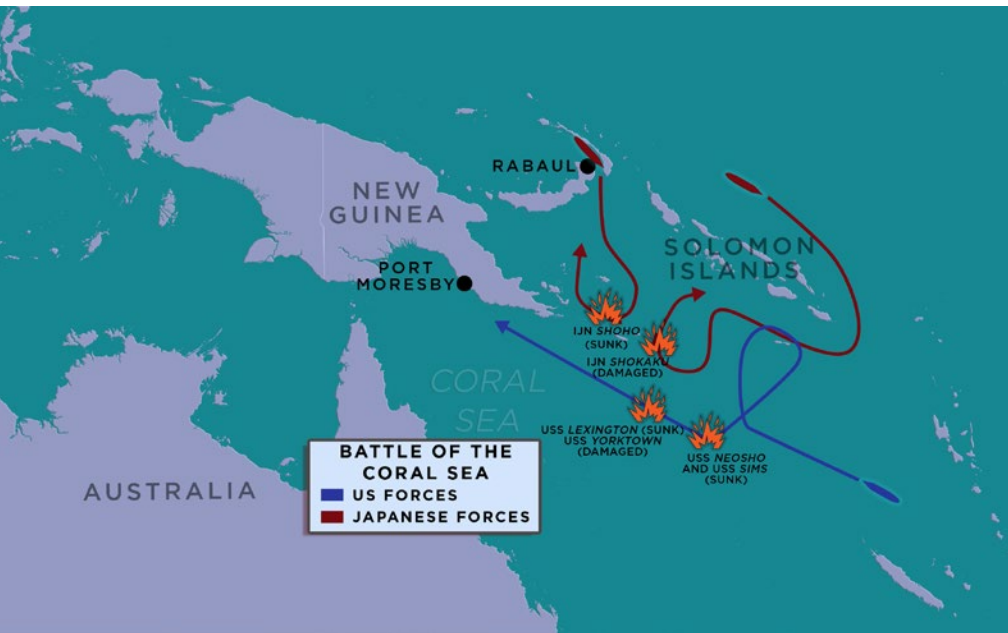 RABAUL
NEW
GUINEA
SOLOMON
ISLANDS
PORT
MORESBY
IJN SHOHO
(SUNK)
IJN SHOKAKU
(DAMAGED)
CORAL
SEA
USS LEXINGTON (SUNK)
USS YORKTOWN
(DAMAGED)
USS NEOSHO
AND USS SIMS
(SUNK)
AUSTRALIA
BATTLE OF THE
CORAL SEA
US FORCES
JAPANESE FORCES